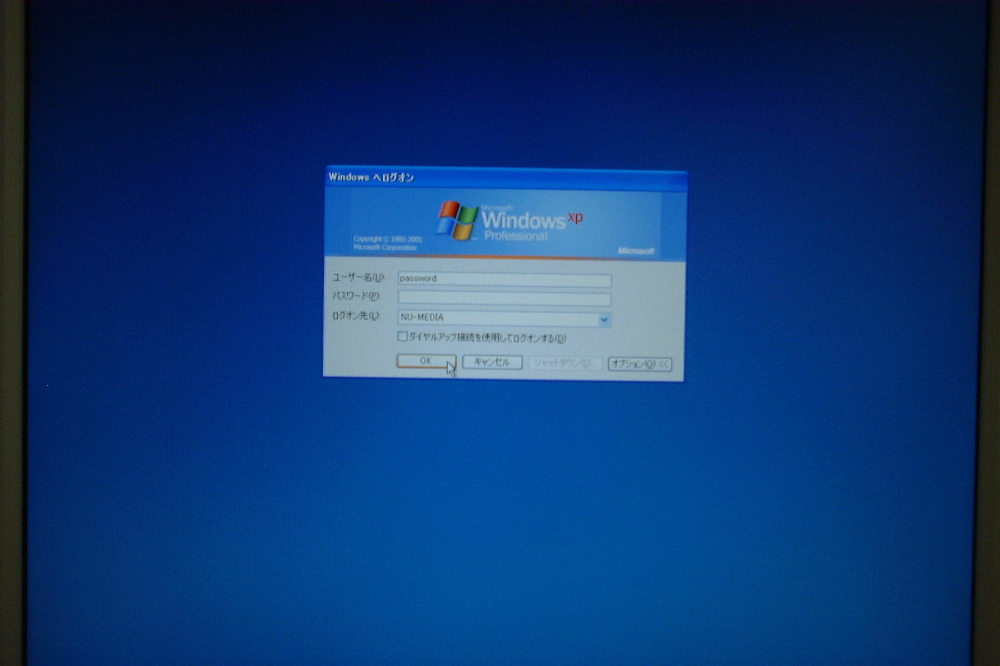 Windows へログオン
Microsoft
Windows xp
Professional
Copyright © 1985-2001
Microsoft Corporation
Microsoft
ユーザー名(U): password
パスワード(P):
ログオン先(L): NU-MEDIA
ダイヤルアップ接続を使用してログオンする(D)
OK キャンセル シャットダウン(S)... オプション(O) <<